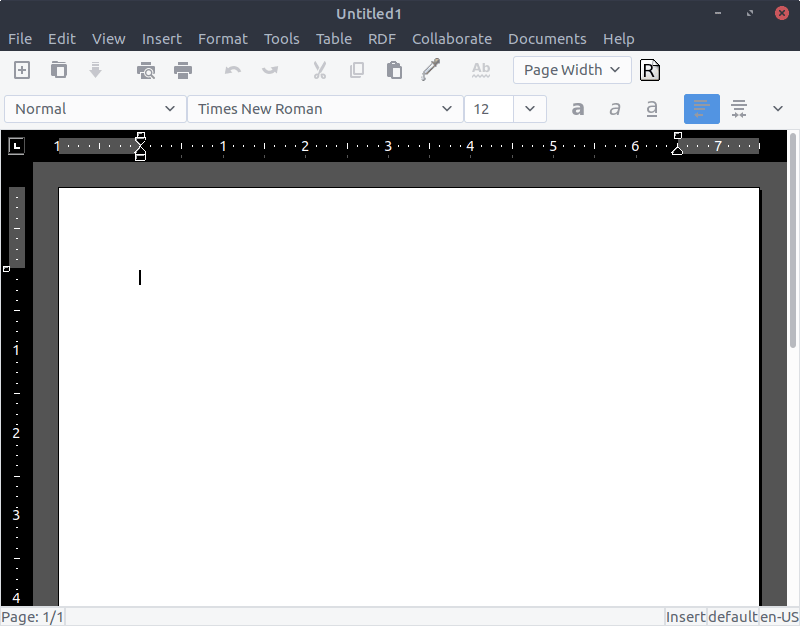 Untitled1
File Edit View Insert Format Tools Table RDF Collaborate Documents Help
Ab Page Width R
Normal Times New Roman 12 a a a
L 1 1 2 3 4 5 6 7
1
2
3
4
Page: 1/1 Insert default en-US